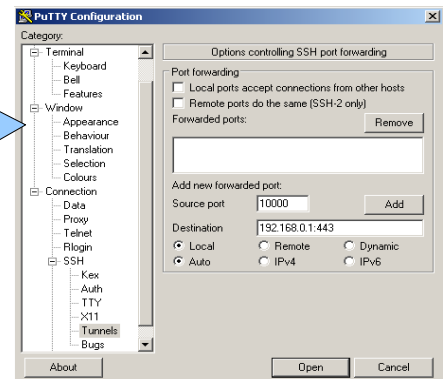 PuTTY Configuration
Category:
Terminal
Keyboard
Bell
Features
Window
Appearance
Behaviour
Translation
Selection
Colours
Connection
Data
Proxy
Telnet
Rlogin
SSH
Kex
Auth
TTY
X11
Tunnels
Bugs
Options controlling SSH port forwarding
Port forwarding
Local ports accept connections from other hosts
Remote ports do the same (SSH-2 only)
Forwarded ports:
Remove
Add new forwarded port:
Source port 10000 Add
Destination 192.168.0.1:443
Local Remote Dynamic
Auto IPv4 IPv6
About Open Cancel